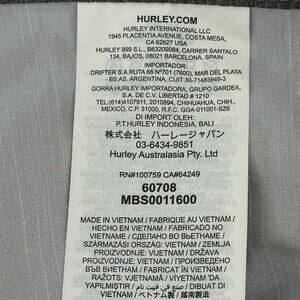 HURLEY.COM
HURLEY INTERNATIONAL LLC
1945 PLACENTIA AVENUE, COSTA MESA,
CA 92627 USA
HURLEY 999 S.L., B63209084, CARRER SANTALO
134, BAJOS, 08021 BARCELONA, SPAIN
IMPORTADOR:
DRIFTER S.A RUTA 88 N°701 (7600), MAR DEL PLATA
-BS.AS. ARGENTINA, CUIT 30-71483949-3
GORRA HURLEY IMPORTADORA, GRUPO GARDEA,
S.A. DE C.V, LIBERTAD # 1210
TEL:(614)4107911, 2010894, CHIHUAHUA, CHIH.,
MEXICO, C.P. 31000, R.F.C. GGA-011001-SZ6
DI IMPORT OLEH:
P.T.HURLEY INDONESIA, BALI
株式会社 ハーレージャパン
03-6434-9851
Hurley Australasia Pty. Ltd
RN#100759 CA#64249
60708
MBS0011600
MADE IN VIETNAM / FABRIQUE AU VIETNAM /
HECHO EN VIETNAM / FABRICADO NO
VIETNAME / СДЕЛАНО ВО ВЬЕТНАМЕ /
SZÁRMAZÁSI ORSZÁG: VIETNAM / ZEMLJA
PROIZVODNJE: VIJETNAM / DRŽAVA
PROIZVODNJE: VIETNAM / ПРОИЗВЕДЕНО
ВЪВ ВИЕТНАМ / FABRICAT ÎN VIETNAM /
RAŽOTS: VJETNAMĀ / VİETNAM 'DA
YAPILMIŞTIR / صنع في فيتنام / DIBUAT DI
VIETNAM / ベトナム製 / 越南製造